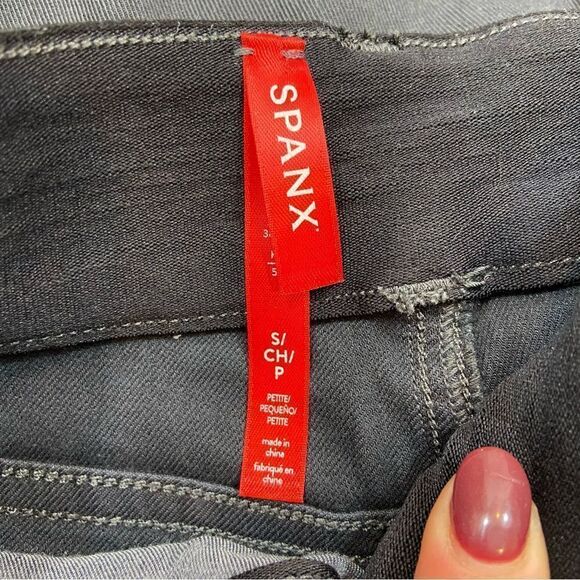 SPANX
S/
CH/
P
PETITE/
PEQUEÑO/
PETITE
made in
china
fabriqué en
chine